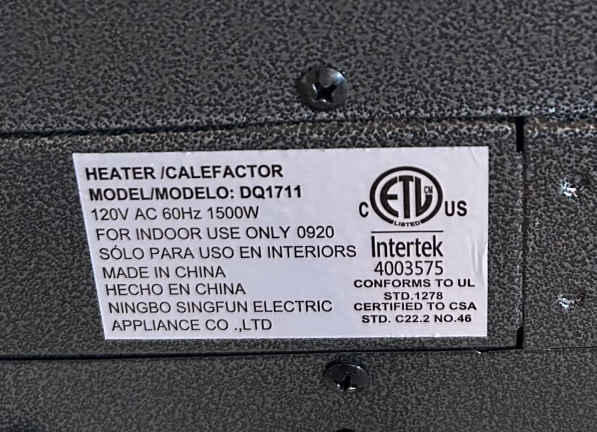 HEATER /CALEFACTOR
MODEL/MODELO: DQ1711
120V AC 60Hz 1500W
FOR INDOOR USE ONLY 0920
SÓLO PARA USO EN INTERIORS
MADE IN CHINA
HECHO EN CHINA
NINGBO SINGFUN ELECTRIC
APPLIANCE CO .,LTD
C ETL CM US
LISTED
Intertek
4003575
CONFORMS TO UL
STD.1278
CERTIFIED TO CSA
STD. C22.2 NO.46